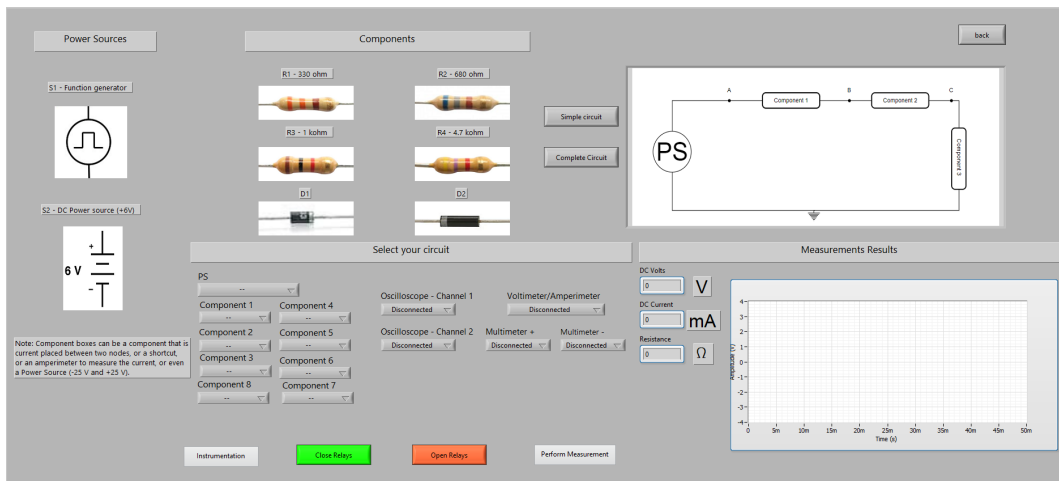 Power Sources
Components
back
S1 - Function generator
R1 - 330 ohm
R2 - 680 ohm
Simple circuit
R3 - 1 kohm
R4 - 4.7 kohm
Complete Circuit
D1
D2
S2 - DC Power source (+6V)
6 V
+
-
A
Component 1
B
Component 2
C
PS
Component 3
Select your circuit
PS
--
Component 1
Component 4
--
--
Component 2
Component 5
--
--
Component 3
Component 6
--
--
Component 8
Component 7
--
--
Oscilloscope - Channel 1
Voltimeter/Amperimeter
Disconnected
Disconnected
Oscilloscope - Channel 2
Multimeter +
Multimeter -
Disconnected
Disconnected
Disconnected
Note: Component boxes can be a component that is
current placed between two nodes, or a shortcut,
or an amperimeter to measure the current, or even
a Power Source (-25 V and +25 V).
Instrumentation
Close Relays
Open Relays
Perform Measurement
Measurements Results
DC Volts
0
V
DC Current
0
mA
Resistance
0
Ω
Amplitude (V)
4
3
2
1
0
-1
-2
-3
-4
0
5m
10m
15m
20m
25m
30m
35m
40m
45m
50m
Time (s)